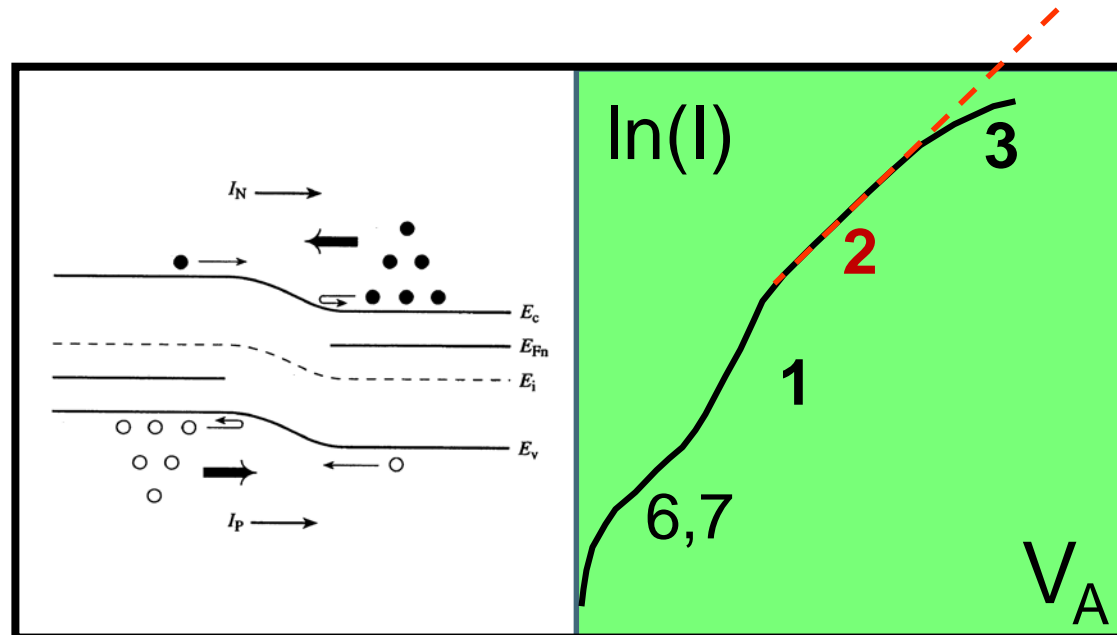 I_N
E_c
E_Fn
E_i
E_v
I_P
ln(I)
3
2
1
6,7
V_A